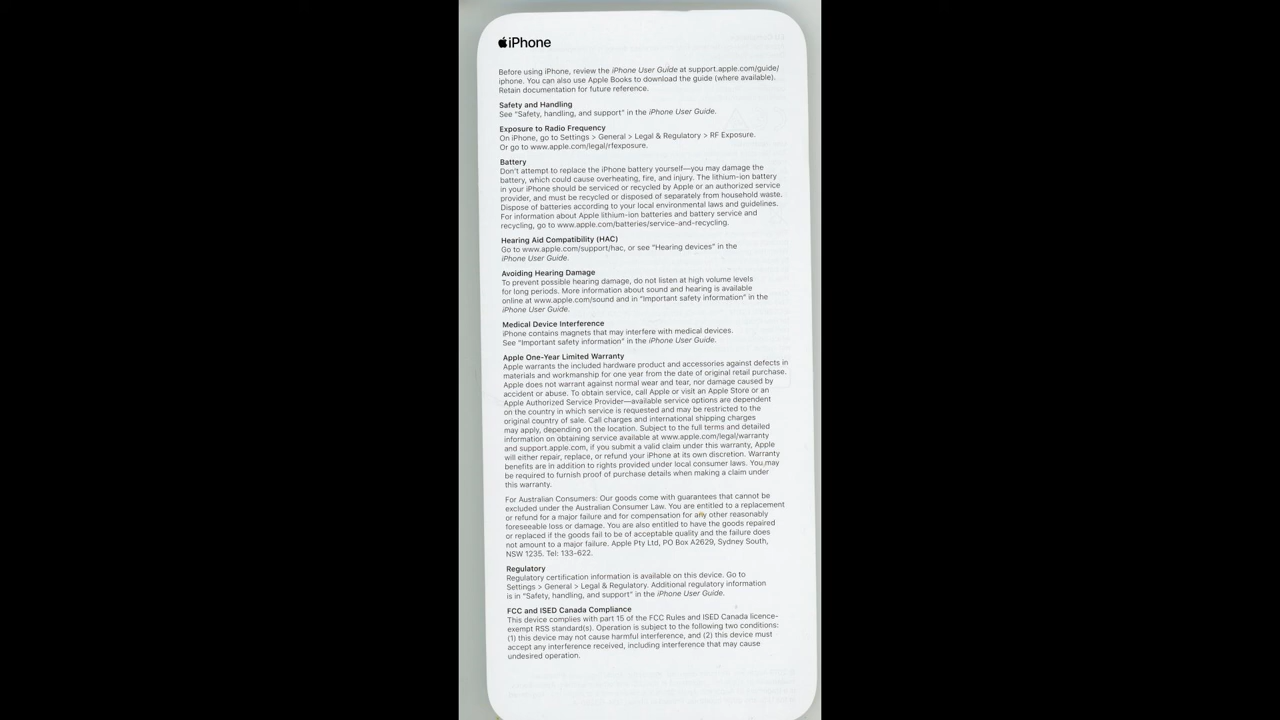 iPhone
Before using iPhone, review the iPhone User Guide at support.apple.com/guide/
iphone. You can also use Apple Books to download the guide (where available).
Retain documentation for future reference.
Safety and Handling
See “Safety, handling, and support” in the iPhone User Guide.
Exposure to Radio Frequency
On iPhone, go to Settings > General > Legal & Regulatory > RF Exposure.
Or go to www.apple.com/legal/rfexposure.
Battery
Don’t attempt to replace the iPhone battery yourself—you may damage the
battery, which could cause overheating, fire, and injury. The lithium-ion battery
in your iPhone should be serviced or recycled by Apple or an authorized service
provider, and must be recycled or disposed of separately from household waste.
Dispose of batteries according to your local environmental laws and guidelines.
For information about Apple lithium-ion batteries and battery service and
recycling, go to www.apple.com/batteries/service-and-recycling.
Hearing Aid Compatibility (HAC)
Go to www.apple.com/support/hac, or see “Hearing devices” in the
iPhone User Guide.
Avoiding Hearing Damage
To prevent possible hearing damage, do not listen at high volume levels
for long periods. More information about sound and hearing is available
online at www.apple.com/sound and in “Important safety information” in the
iPhone User Guide.
Medical Device Interference
iPhone contains magnets that may interfere with medical devices.
See “Important safety information” in the iPhone User Guide.
Apple One-Year Limited Warranty
Apple warrants the included hardware product and accessories against defects in
materials and workmanship for one year from the date of original retail purchase.
Apple does not warrant against normal wear and tear, nor damage caused by
accident or abuse. To obtain service, call Apple or visit an Apple Store or an
Apple Authorized Service Provider—available service options are dependent
on the country in which service is requested and may be restricted to the
original country of sale. Call charges and international shipping charges
may apply, depending on the location. Subject to the full terms and detailed
information on obtaining service available at www.apple.com/legal/warranty
and support.apple.com, if you submit a valid claim under this warranty, Apple
will either repair, replace, or refund your iPhone at its own discretion. Warranty
benefits are in addition to rights provided under local consumer laws. You may
be required to furnish proof of purchase details when making a claim under
this warranty.
For Australian Consumers: Our goods come with guarantees that cannot be
excluded under the Australian Consumer Law. You are entitled to a replacement
or refund for a major failure and for compensation for any other reasonably
foreseeable loss or damage. You are also entitled to have the goods repaired
or replaced if the goods fail to be of acceptable quality and the failure does
not amount to a major failure. Apple Pty Ltd, PO Box A2629, Sydney South,
NSW 1235. Tel: 133-622.
Regulatory
Regulatory certification information is available on this device. Go to
Settings > General > Legal & Regulatory. Additional regulatory information
is in “Safety, handling, and support” in the iPhone User Guide.
FCC and ISED Canada Compliance
This device complies with part 15 of the FCC Rules and ISED Canada licence-
exempt RSS standard(s). Operation is subject to the following two conditions:
(1) this device may not cause harmful interference, and (2) this device must
accept any interference received, including interference that may cause
undesired operation.